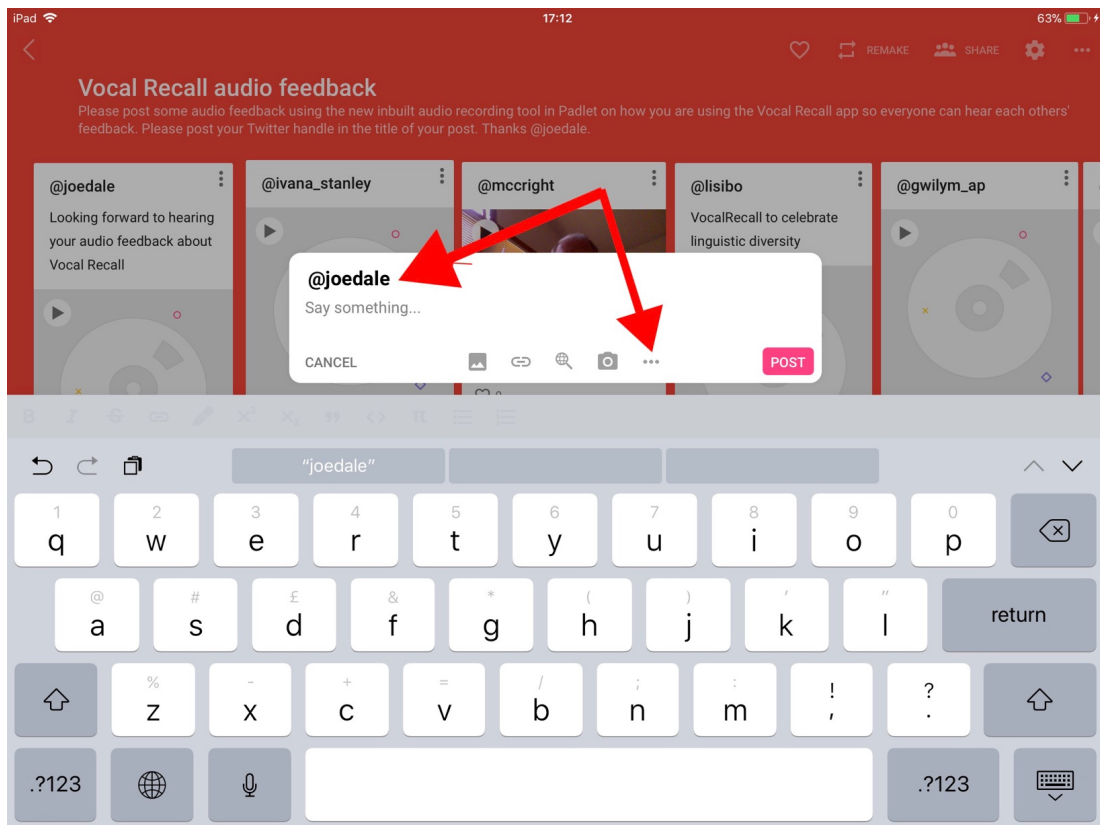 iPad 17:12 63%
REMAKE SHARE
Vocal Recall audio feedback
Please post some audio feedback using the new inbuilt audio recording tool in Padlet on how you are using the Vocal Recall app so everyone can hear each others'
feedback. Please post your Twitter handle in the title of your post. Thanks @joedale.
@joedale @ivana_stanley @mccright @lisibo @gwilym_ap
Looking forward to hearing
your audio feedback about
Vocal Recall
VocalRecall to celebrate
linguistic diversity
@joedale
Say something...
CANCEL POST
B I S x² x₂ ❞ <> π
"joedale"
1 2 3 4 5 6 7 8 9 0
q w e r t y u i o p
@ # £ & * ( ) ' "
a s d f g h j k l return
% - + = / ; : ! ?
z x c v b n m , .
.?123 .?123